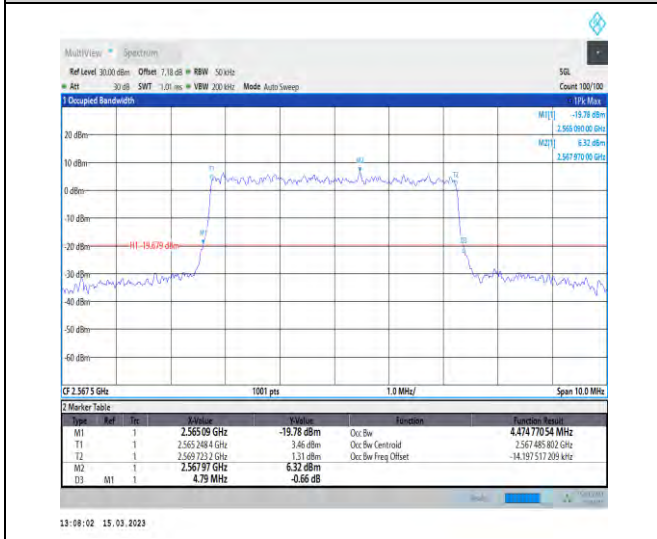 MultiView Spectrum
Ref Level 30.00 dBm Offset 7.18 dB RBW 50 kHz SGL
Att 30 dB SWT 1.01 ms VBW 200 kHz Mode Auto Sweep Count 100/100
1 Occupied Bandwidth 1Pk Max
M1[1] -19.78 dBm
2.565 090 00 GHz
M2[1] 6.32 dBm
2.567 970 00 GHz
20 dBm
10 dBm
0 dBm
-10 dBm
-20 dBm
-30 dBm
-40 dBm
-50 dBm
-60 dBm
T1
M2
T2
M1
D3
H1 -19.679 dBm
CF 2.567 5 GHz 1001 pts 1.0 MHz/ Span 10.0 MHz
2 Marker Table
Type Ref Trc X-Value Y-Value Function Function Result
M1 1 2.565 09 GHz -19.78 dBm Occ Bw 4.474 770 54 MHz
T1 1 2.565 248 4 GHz 3.46 dBm Occ Bw Centroid 2.567 485 802 GHz
T2 1 2.569 723 2 GHz 1.31 dBm Occ Bw Freq Offset -14.197 517 209 kHz
M2 1 2.567 97 GHz 6.32 dBm
D3 M1 1 4.79 MHz -0.66 dB
13:08:02 15.03.2023